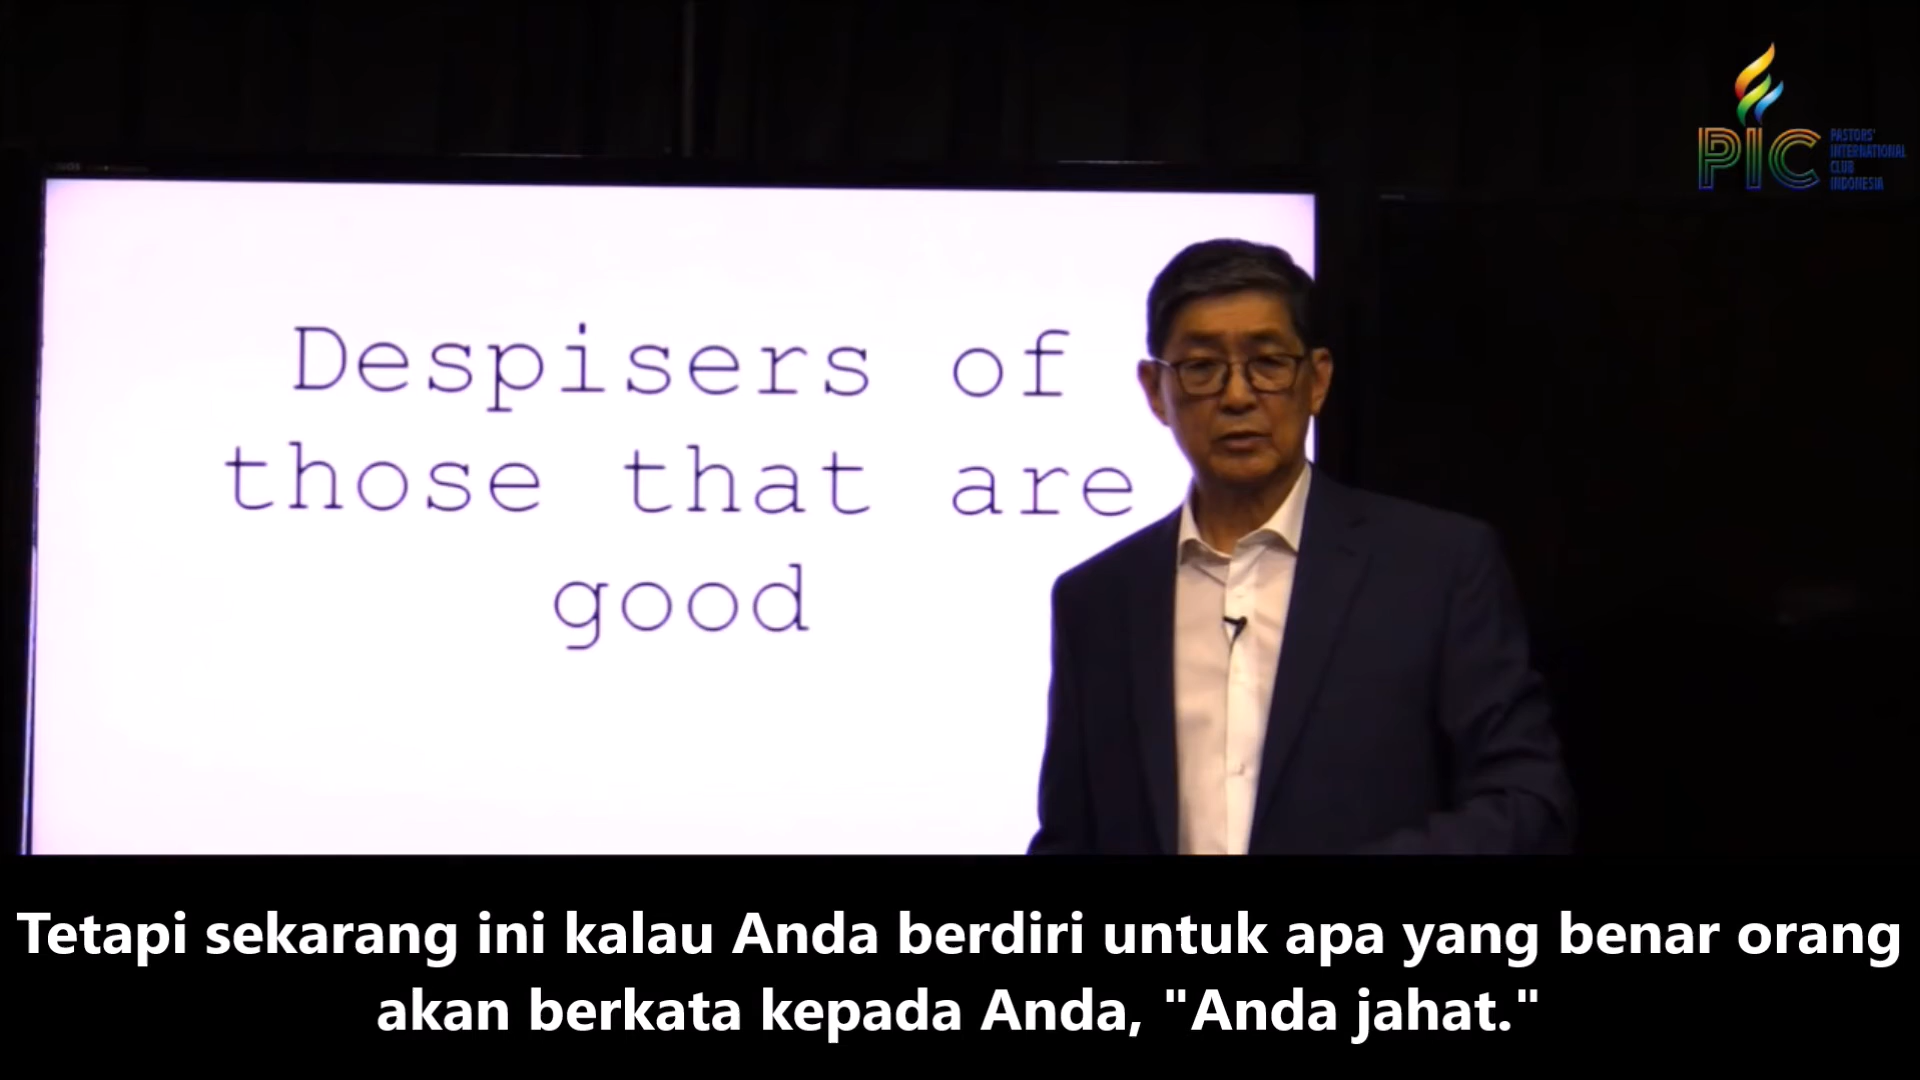 PIC
PASTORS'
INTERNATIONAL
CLUB
INDONESIA
Despisers of
those that are
good
Tetapi sekarang ini kalau Anda berdiri untuk apa yang benar orang
akan berkata kepada Anda, "Anda jahat."